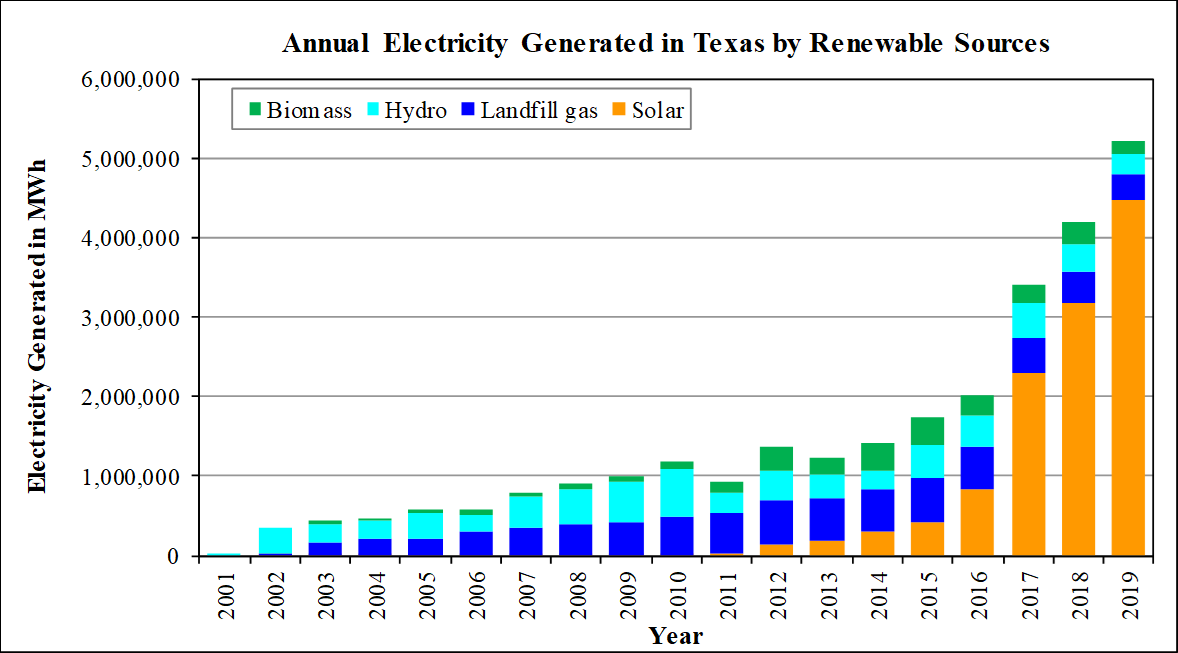 Annual Electricity Generated in Texas by Renewable Sources
6,000,000
Biomass Hydro Landfill gas Solar
5,000,000
4,000,000
3,000,000
2,000,000
1,000,000
0
Electricity Generated in MWh
2001 2002 2003 2004 2005 2006 2007 2008 2009 2010 2011 2012 2013 2014 2015 2016 2017 2018 2019
Year